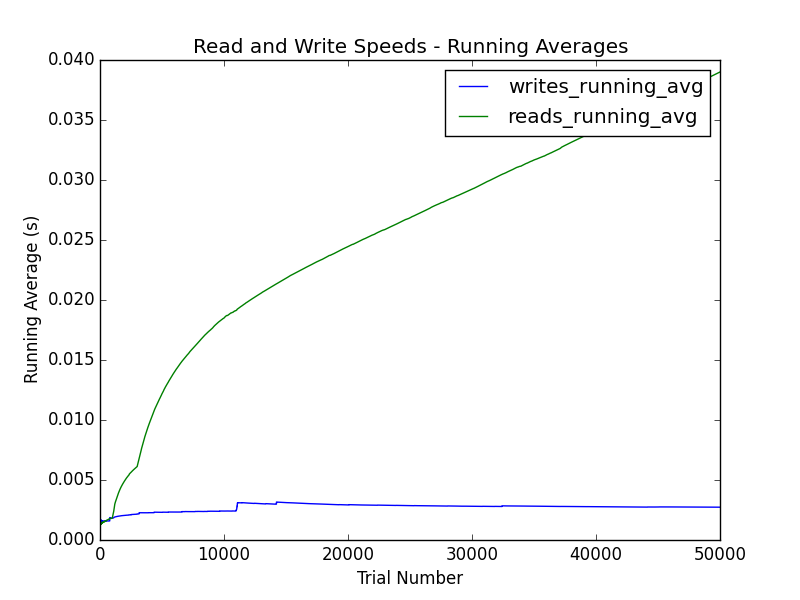 Read and Write Speeds - Running Averages
writes_running_avg
reads_running_avg
Running Average (s)
0.040
0.035
0.030
0.025
0.020
0.015
0.010
0.005
0.000
0 10000 20000 30000 40000 50000
Trial Number